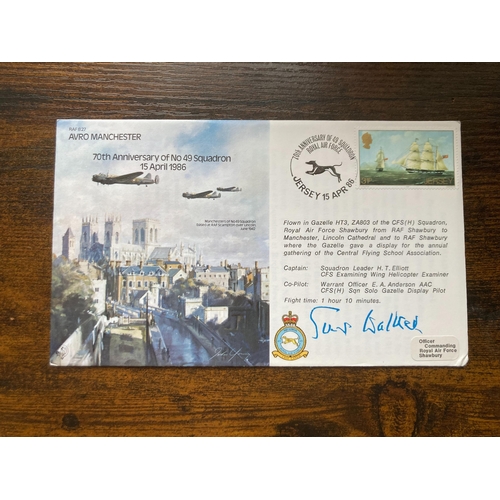 AVRO MANCHESTER
70th Anniversary of No 49 Squadron
15 April 1986
70th ANNIVERSARY OF 49 SQUADRON
ROYAL AIR FORCE
JERSEY 15 APR 86
Flown in Gazelle HT3, ZA803 of the CFS(H) Squadron,
Royal Air Force Shawbury from RAF Shawbury to
Manchester, Lincoln Cathedral and to RAF Shawbury
where the Gazelle gave a display for the annual
gathering of the Central Flying School Association.
Captain: Squadron Leader H. T. Elliott
CFS Examining Wing Helicopter Examiner
Co-Pilot: Warrant Officer E. A. Anderson AAC
CFS(H) Sqn Solo Gazelle Display Pilot
Flight time: 1 hour 10 minutes.
Officer
Commanding
Royal Air Force
Shawbury